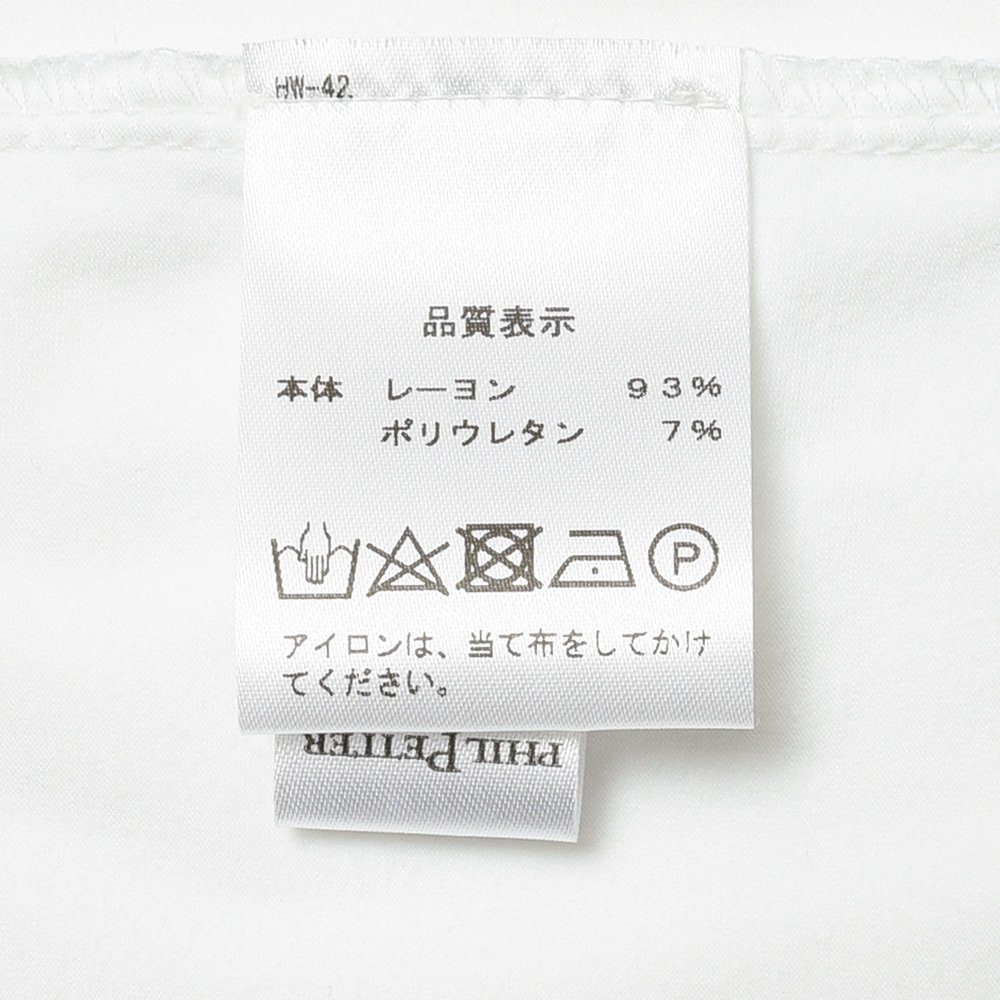 HW-42
品質表示
本体 レーヨン 93%
ポリウレタン 7%
P
アイロンは、当て布をしてかけ
てください。
PHIL PETTER